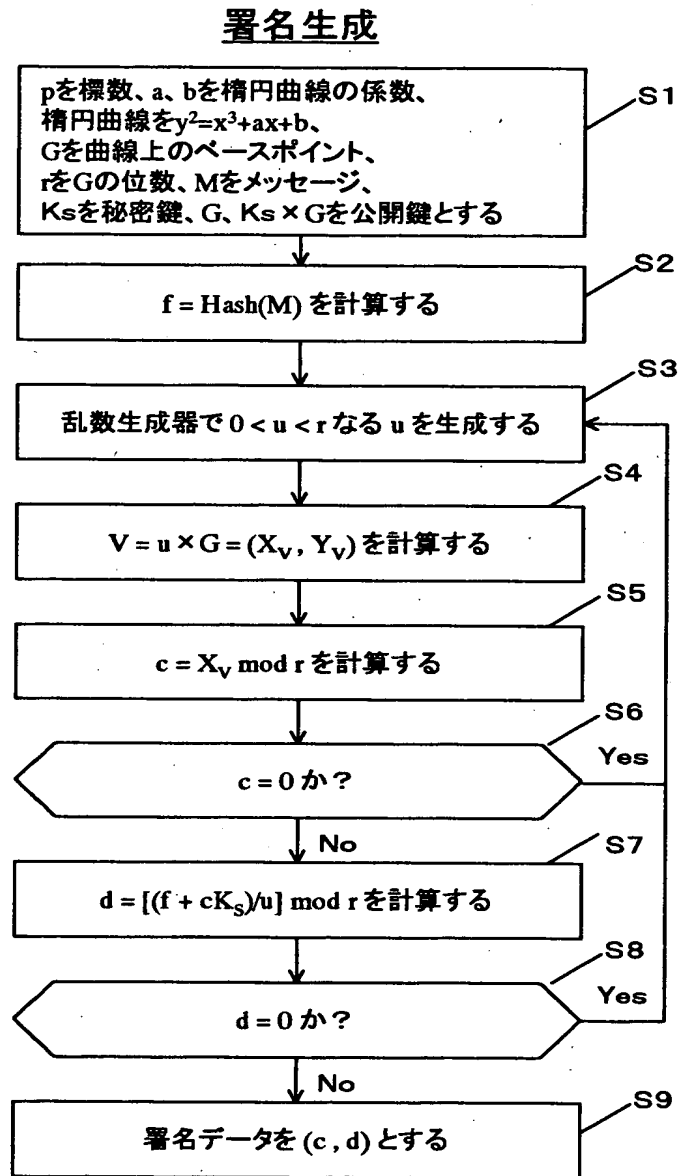 署名生成
pを標数、a、bを楕円曲線の係数、
楕円曲線をy²=x³+ax+b、
Gを曲線上のベースポイント、
rをGの位数、Mをメッセージ、
Ksを秘密鍵、G、Ks×Gを公開鍵とする
S1
f = Hash(M) を計算する
S2
乱数生成器で 0 < u < r なる u を生成する
S3
V = u × G = (X_V , Y_V) を計算する
S4
c = X_V mod r を計算する
S5
c = 0 か?
S6
Yes
No
d = [(f + cK_S)/u] mod r を計算する
S7
d = 0 か?
S8
Yes
No
署名データを (c , d) とする
S9